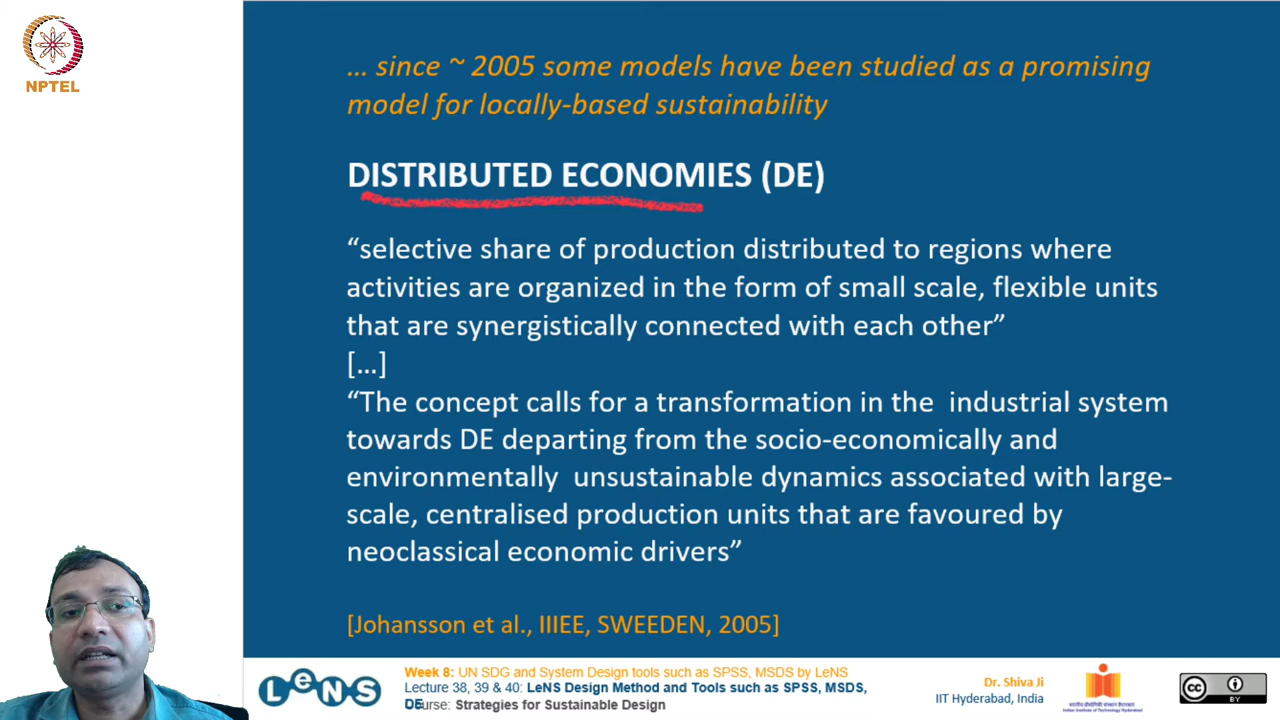 NPTEL
… since ~ 2005 some models have been studied as a promising
model for locally-based sustainability
DISTRIBUTED ECONOMIES (DE)
“selective share of production distributed to regions where
activities are organized in the form of small scale, flexible units
that are synergistically connected with each other”
[…]
“The concept calls for a transformation in the industrial system
towards DE departing from the socio-economically and
environmentally unsustainable dynamics associated with large-
scale, centralised production units that are favoured by
neoclassical economic drivers”
[Johansson et al., IIIEE, SWEEDEN, 2005]
LeNS
Week 8: UN SDG and System Design tools such as SPSS, MSDS by LeNS
Lecture 38, 39 & 40: LeNS Design Method and Tools such as SPSS, MSDS,
DE
Course: Strategies for Sustainable Design
Dr. Shiva Ji
IIT Hyderabad, India
cc
BY